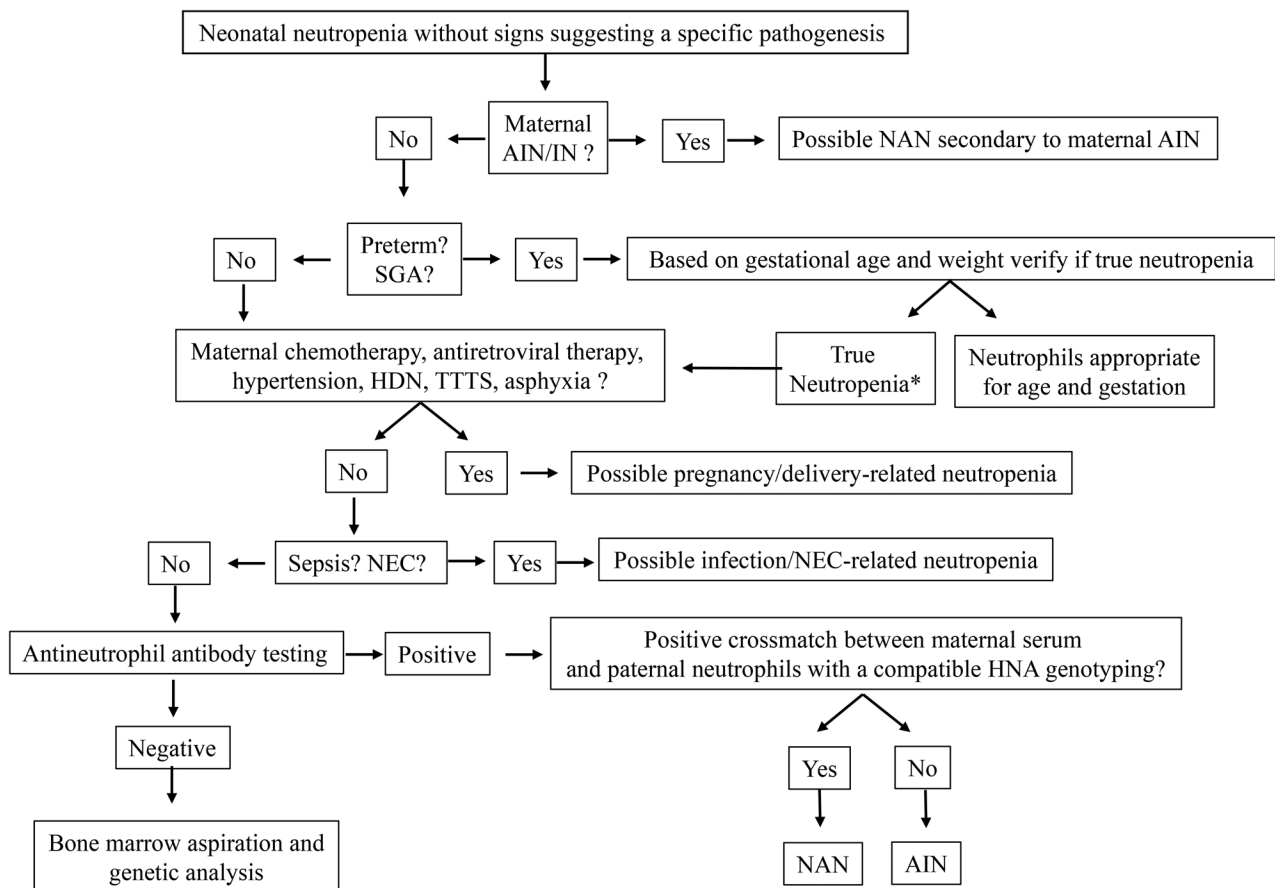 Neonatal neutropenia without signs suggesting a specific pathogenesis
No
Maternal
AIN/IN ?
Yes
Possible NAN secondary to maternal AIN
No
Preterm?
SGA?
Yes
Based on gestational age and weight verify if true neutropenia
Maternal chemotherapy, antiretroviral therapy,
hypertension, HDN, TTTS, asphyxia ?
True
Neutropenia*
Neutrophils appropriate
for age and gestation
No
Yes
Possible pregnancy/delivery-related neutropenia
No
Sepsis? NEC?
Yes
Possible infection/NEC-related neutropenia
Antineutrophil antibody testing
Positive
Positive crossmatch between maternal serum
and paternal neutrophils with a compatible HNA genotyping?
Negative
Yes
No
Bone marrow aspiration and
genetic analysis
NAN
AIN